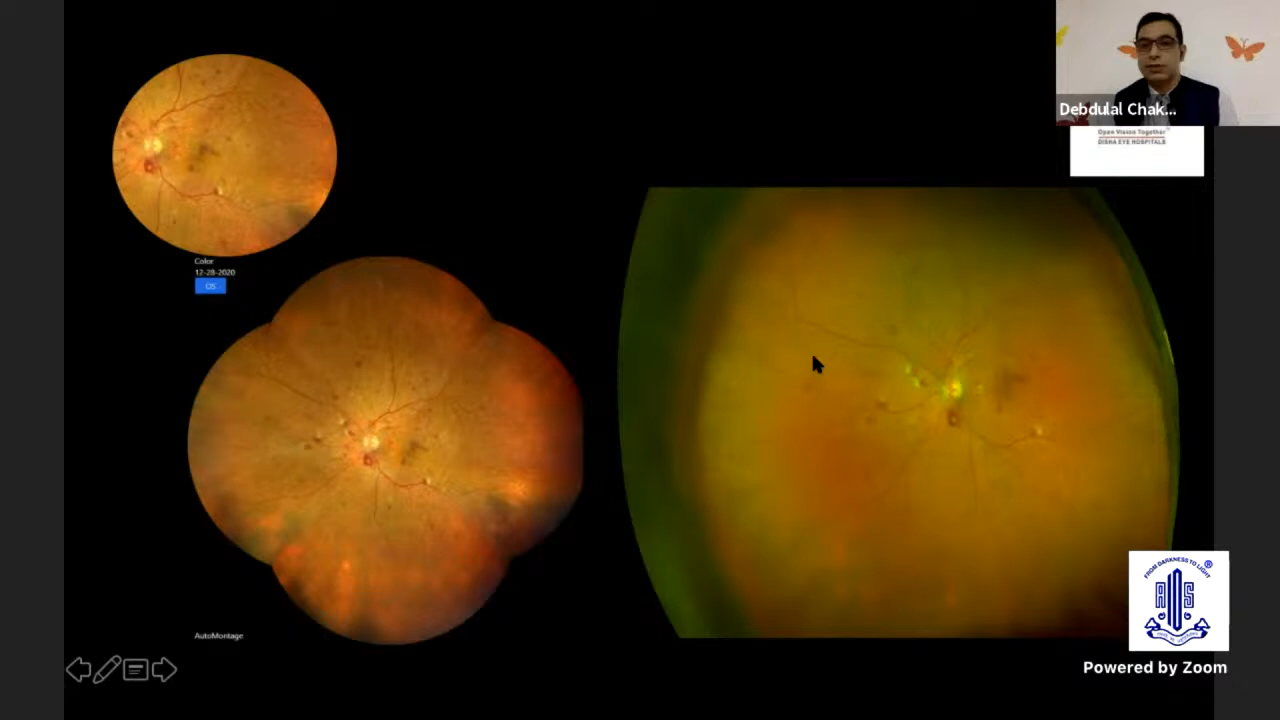 Debdulal Chak...
Open Vision Together
DISHA EYE HOSPITALS
Color
12-28-2020
OS
AutoMontage
FROM DARKNESS TO LIGHT
®
AIOS
Powered by Zoom